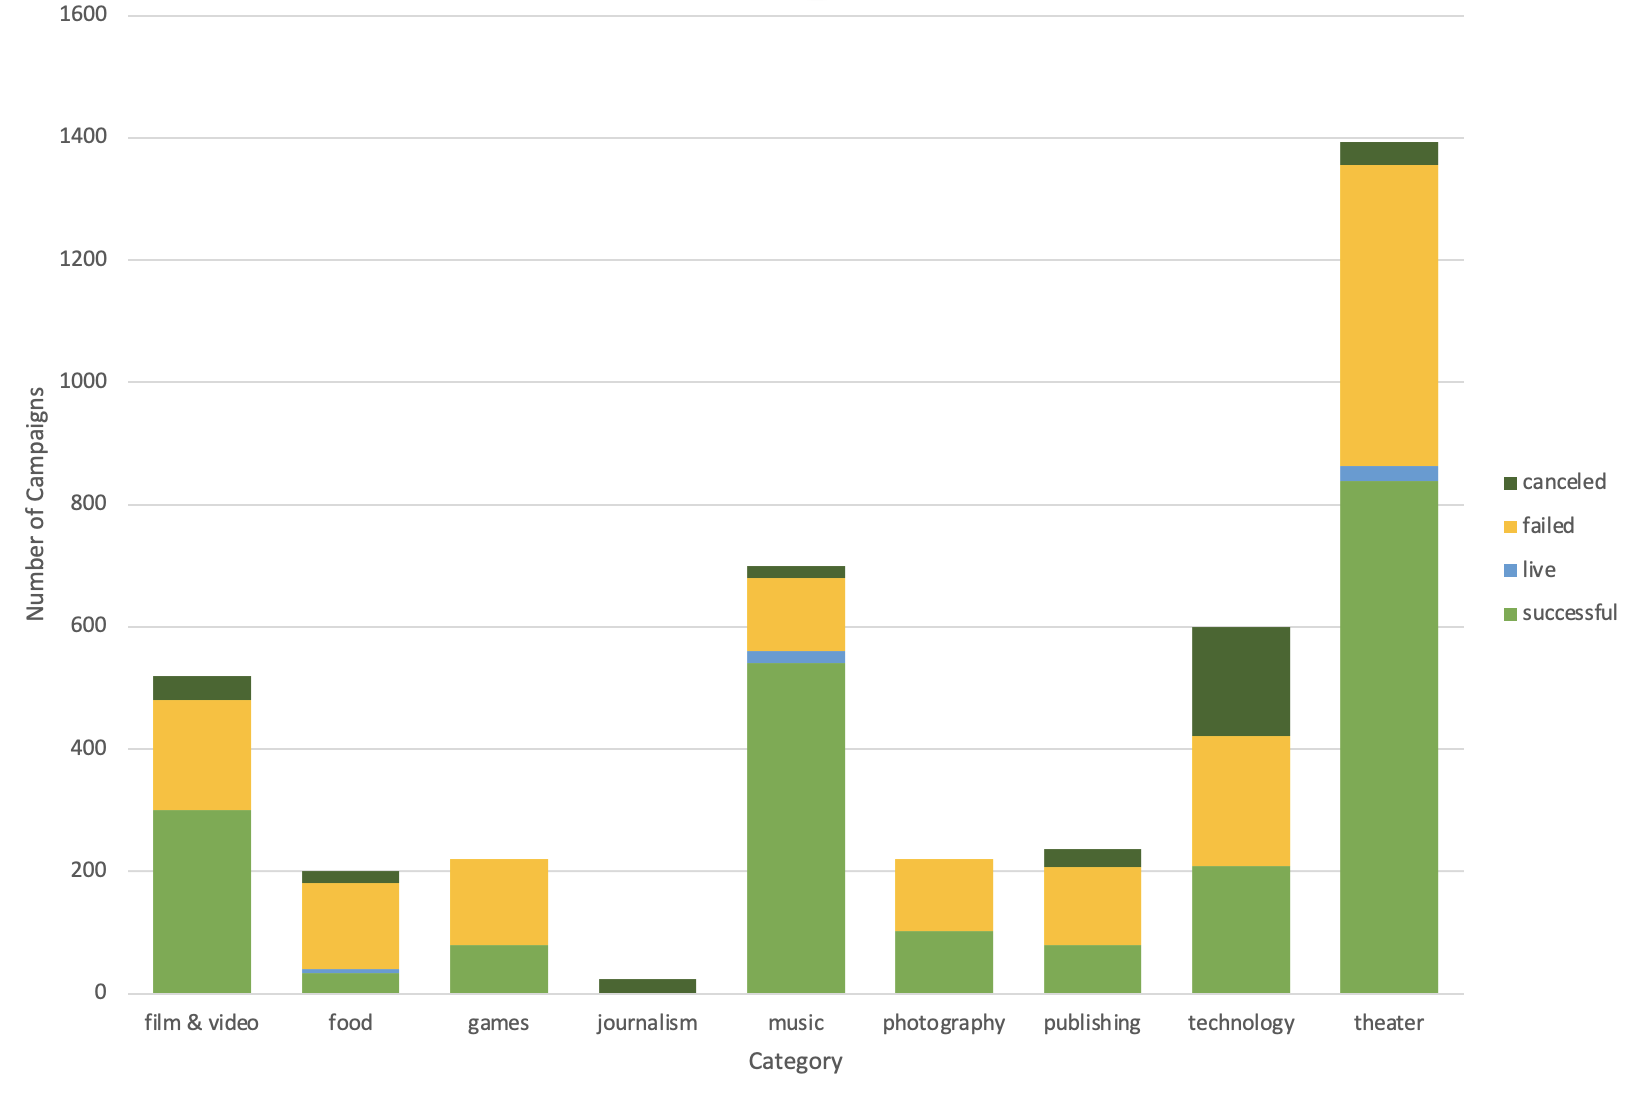 1600
1400
1200
1000
800
600
400
200
0
Number of Campaigns
film & video
food
games
journalism
music
photography
publishing
technology
theater
Category
canceled
failed
live
successful